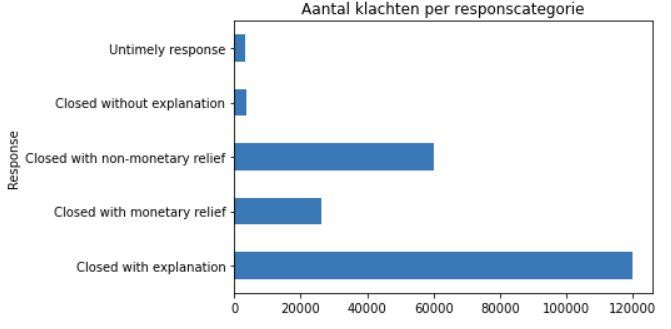 Aantal klachten per responscategorie
Response
Untimely response
Closed without explanation
Closed with non-monetary relief
Closed with monetary relief
Closed with explanation
0 20000 40000 60000 80000 100000 120000